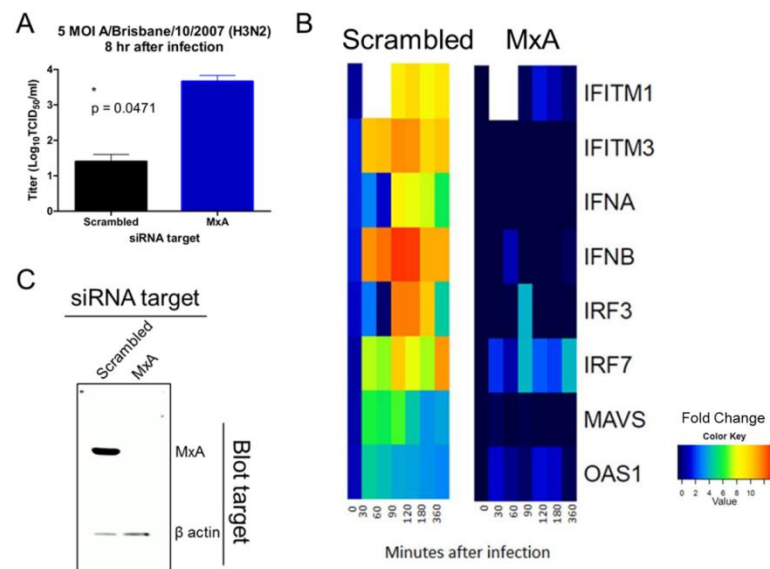 A
5 MOI A/Brisbane/10/2007 (H3N2)
8 hr after infection
Titer (Log10TCID50/ml)
4
3
2
1
0
*
p = 0.0471
Scrambled
MxA
siRNA target
B
Scrambled
MxA
IFITM1
IFITM3
IFNA
IFNB
IRF3
IRF7
MAVS
OAS1
0
30
60
90
120
180
360
0
30
60
90
120
180
360
Minutes after infection
Fold Change
Color Key
0 2 4 6 8 10
Value
C
siRNA target
Scrambled
MxA
MxA
β actin
Blot target